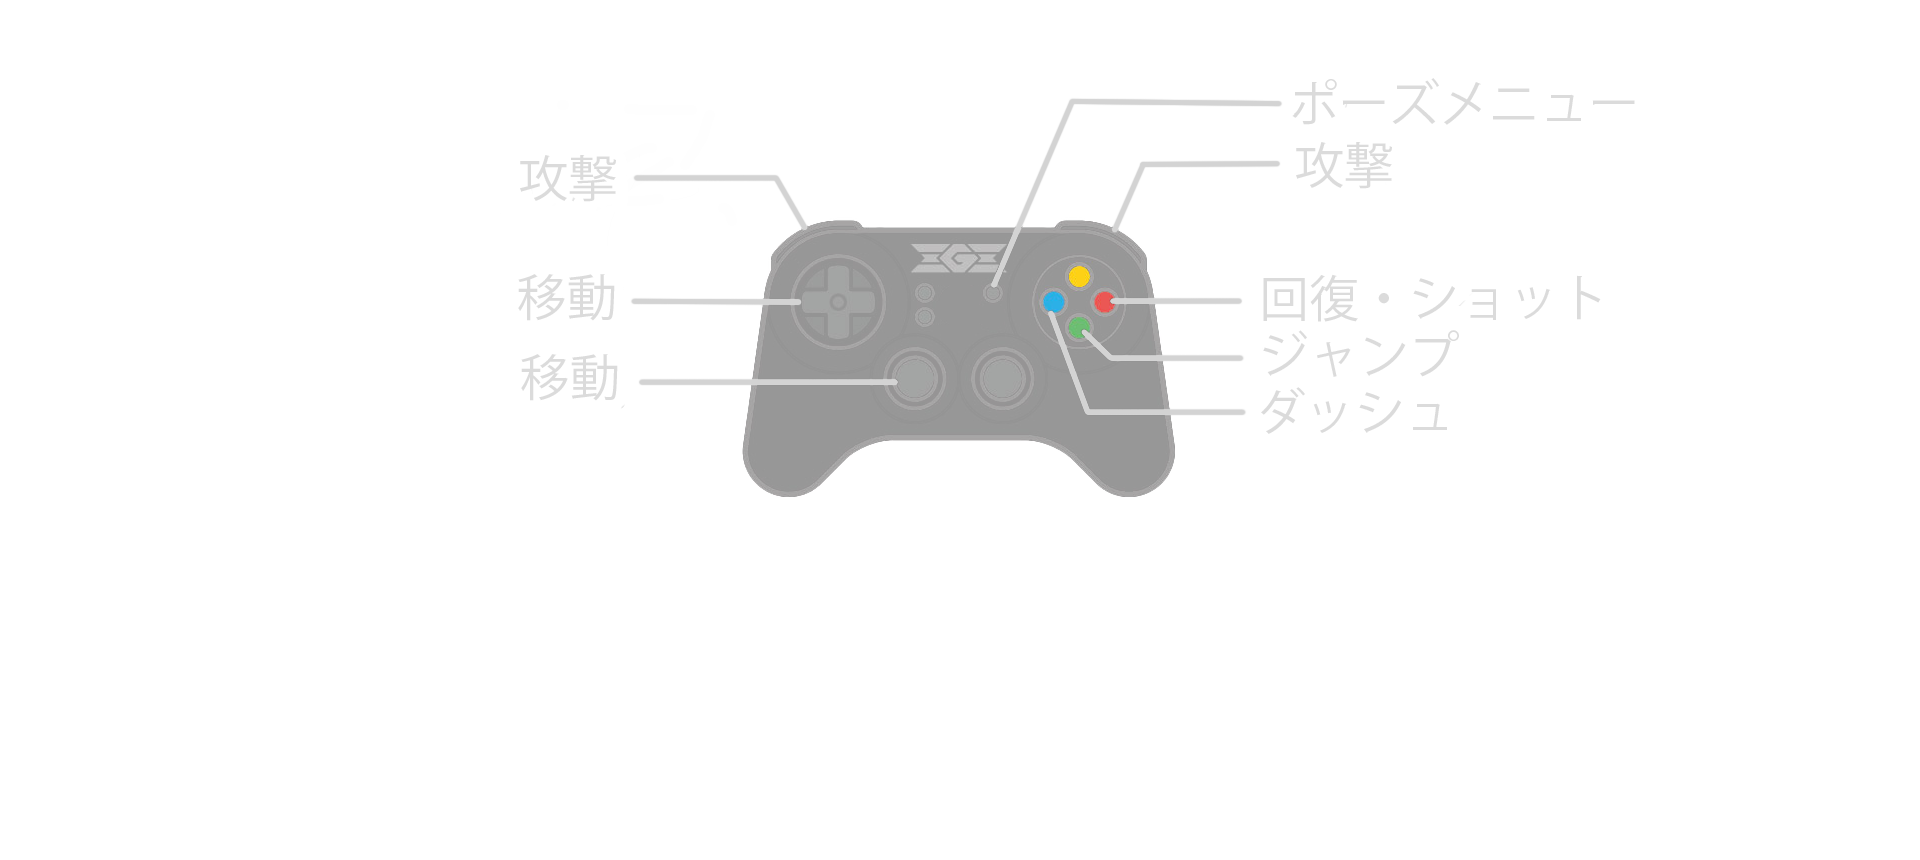 ポーズメニュー
攻撃
攻撃
移動
回復・ショット
ジャンプ
移動
ダッシュ